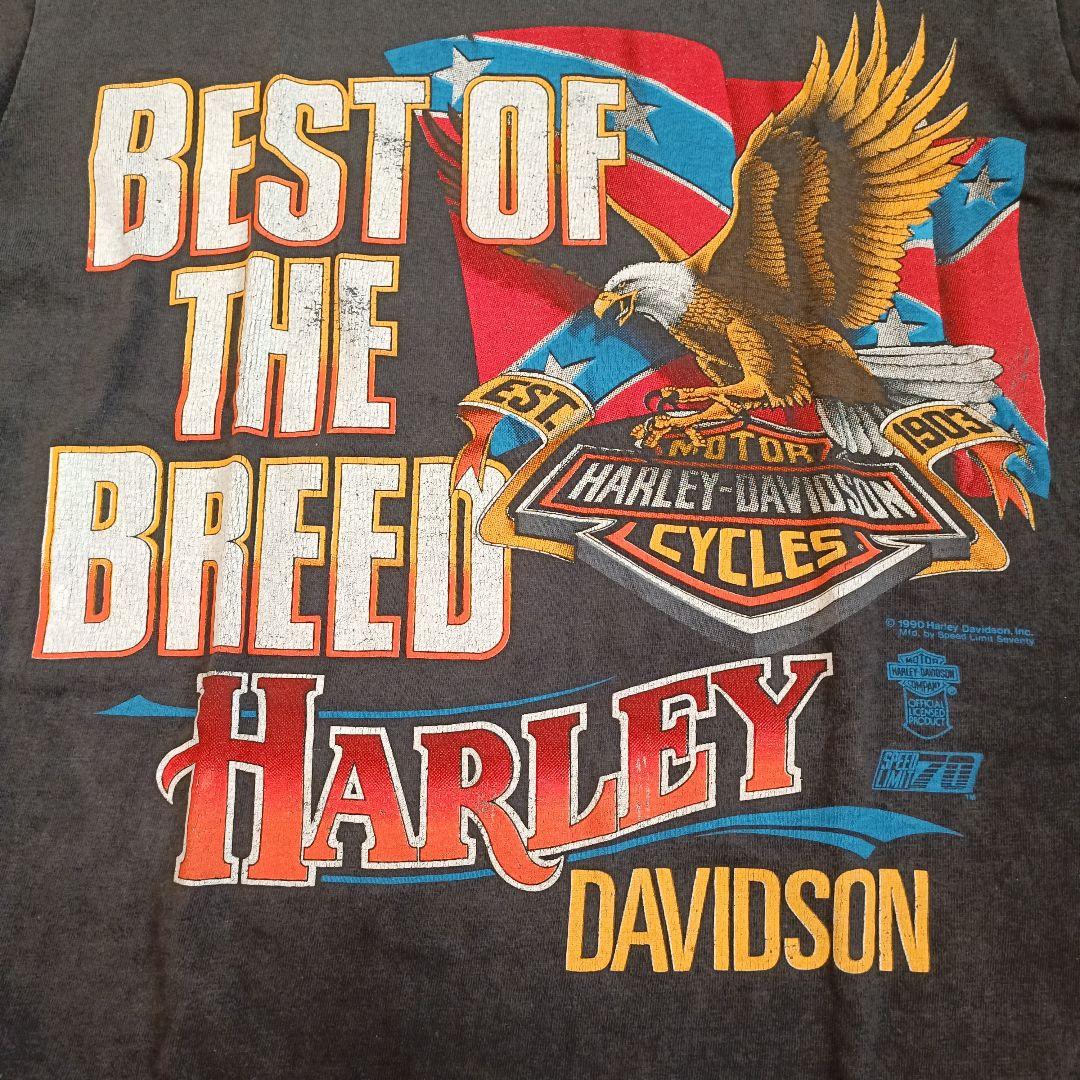 BEST OF
THE
BREED
EST. 1903
MOTOR
HARLEY-DAVIDSON
CYCLES
®
© 1990 Harley Davidson, Inc.
Mfd. by Speed Limit Seventy
MOTOR
HARLEY-DAVIDSON
COMPANY
OFFICIAL
LICENSED
PRODUCT
®
SPEED
LIMIT 70
TM
HARLEY
DAVIDSON